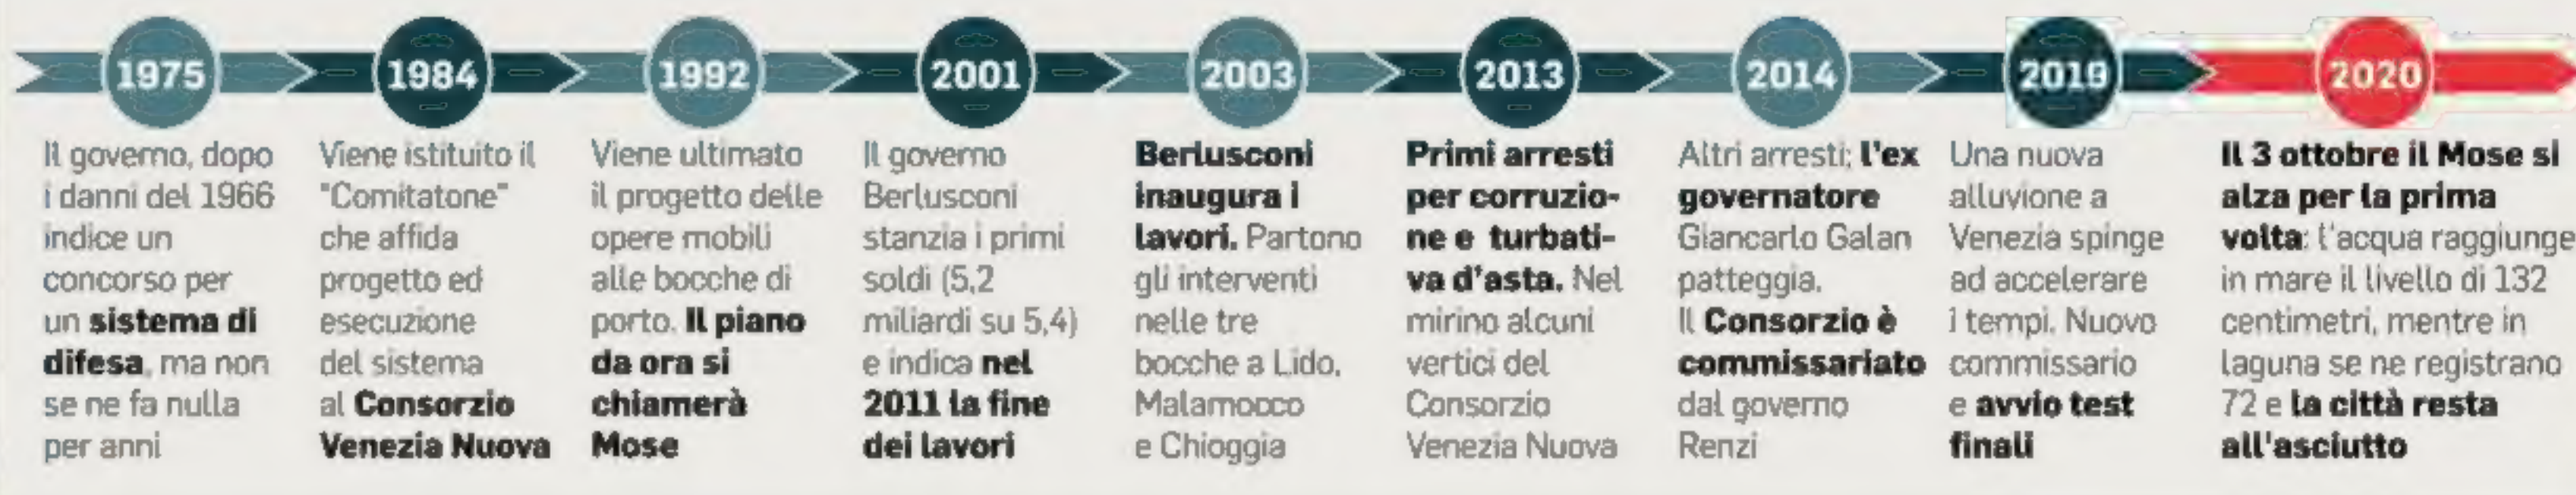 1975
Il governo, dopo
i danni del 1966
indice un
concorso per
un sistema di
difesa, ma non
se ne fa nulla
per anni
1984
Viene istituito il
"Comitatone"
che affida
progetto ed
esecuzione
del sistema
al Consorzio
Venezia Nuova
1992
Viene ultimato
il progetto delle
opere mobili
alle bocche di
porto. Il piano
da ora si
chiamerà
Mose
2001
Il governo
Berlusconi
stanzia i primi
soldi (5,2
miliardi su 5,4)
e indica nel
2011 la fine
dei lavori
2003
Berlusconi
inaugura i
lavori. Partono
gli interventi
nelle tre
bocche a Lido,
Malamocco
e Chioggia
2013
Primi arresti
per corruzio-
ne e turbati-
va d'asta. Nel
mirino alcuni
vertici del
Consorzio
Venezia Nuova
2014
Altri arresti; l'ex
governatore
Giancarlo Galan
patteggia.
Il Consorzio è
commissariato
dal governo
Renzi
2019
Una nuova
alluvione a
Venezia spinge
ad accelerare
i tempi. Nuovo
commissario
e avvio test
finali
2020
Il 3 ottobre il Mose si
alza per la prima
volta: l'acqua raggiunge
in mare il livello di 132
centimetri, mentre in
laguna se ne registrano
72 e la città resta
all'asciutto